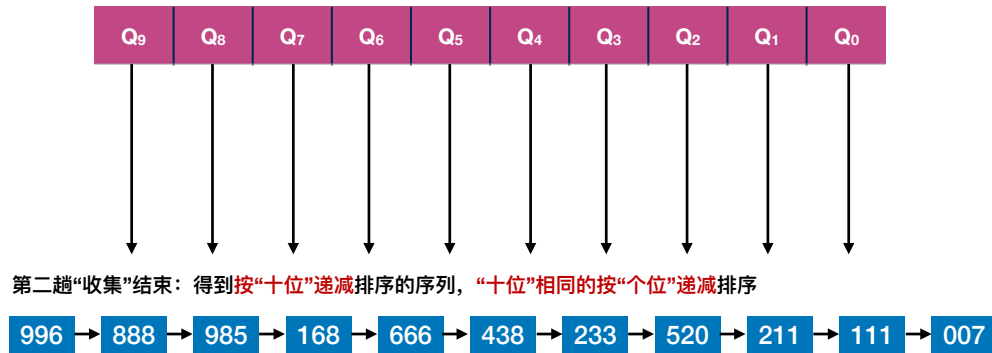 Q₉ Q₈ Q₇ Q₆ Q₅ Q₄ Q₃ Q₂ Q₁ Q₀
第二趟“收集”结束：得到按“十位”递减排序的序列，“十位”相同的按“个位”递减排序
996 888 985 168 666 438 233 520 211 111 007